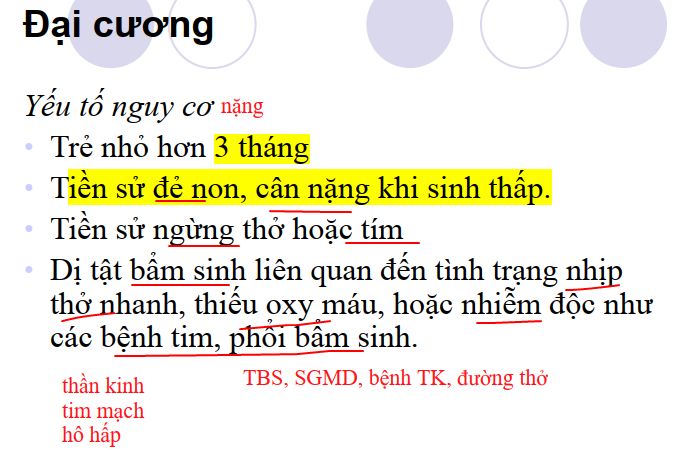 Đại cương
Yếu tố nguy cơ nặng
Trẻ nhỏ hơn 3 tháng
Tiền sử đẻ non, cân nặng khi sinh thấp.
Tiền sử ngừng thở hoặc tím
Dị tật bẩm sinh liên quan đến tình trạng nhịp
thở nhanh, thiếu oxy máu, hoặc nhiễm độc như
các bệnh tim, phổi bẩm sinh.
TBS, SGMD, bệnh TK, đường thở
thần kinh
tim mạch
hô hấp